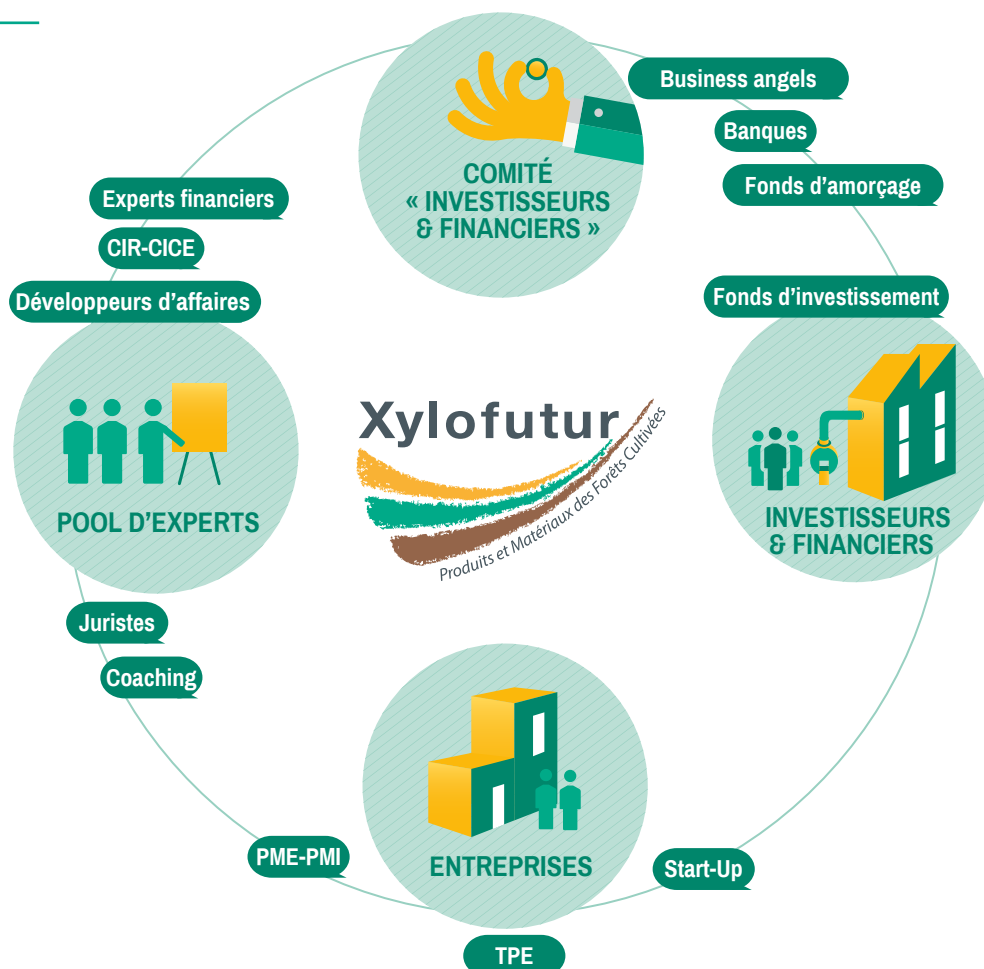 Business angels
Banques
Fonds d'amorçage
COMITÉ
« INVESTISSEURS
& FINANCIERS »
Experts financiers
CIR-CICE
Développeurs d'affaires
Fonds d'investissement
Xylofutur
Produits et Matériaux des Forêts Cultivées
POOL D'EXPERTS
INVESTISSEURS
& FINANCIERS
Juristes
Coaching
PME-PMI
ENTREPRISES
Start-Up
TPE